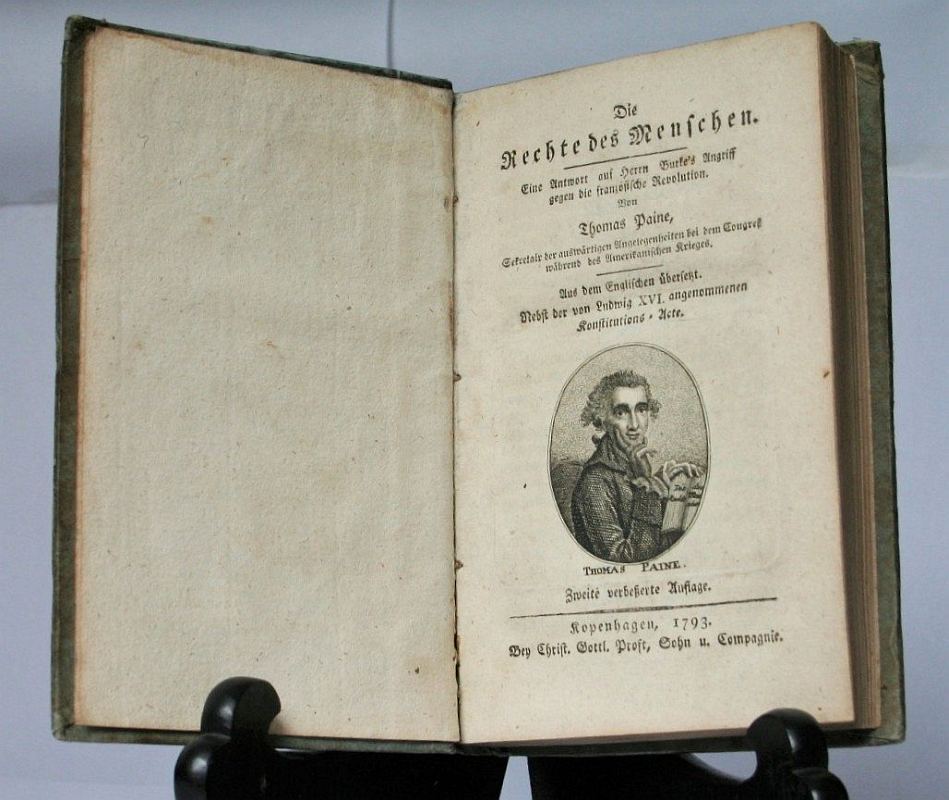 Die
Rechte des Menschen.
Eine Antwort auf Herrn Burke's Angriff
gegen die französische Revolution.
Von
Thomas Paine,
Sekretair der auswärtigen Angelegenheiten bei dem Congreß
während des Amerikanischen Krieges.
Aus dem Englischen übersetzt.
Nebst der von Ludwig XVI. angenommenen
Konstitutions-Acte.
THOMAS PAINE.
Zweite verbeßerte Auflage.
Kopenhagen, 1793.
Bey Christ. Gottl. Proft, Sohn u. Compagnie.